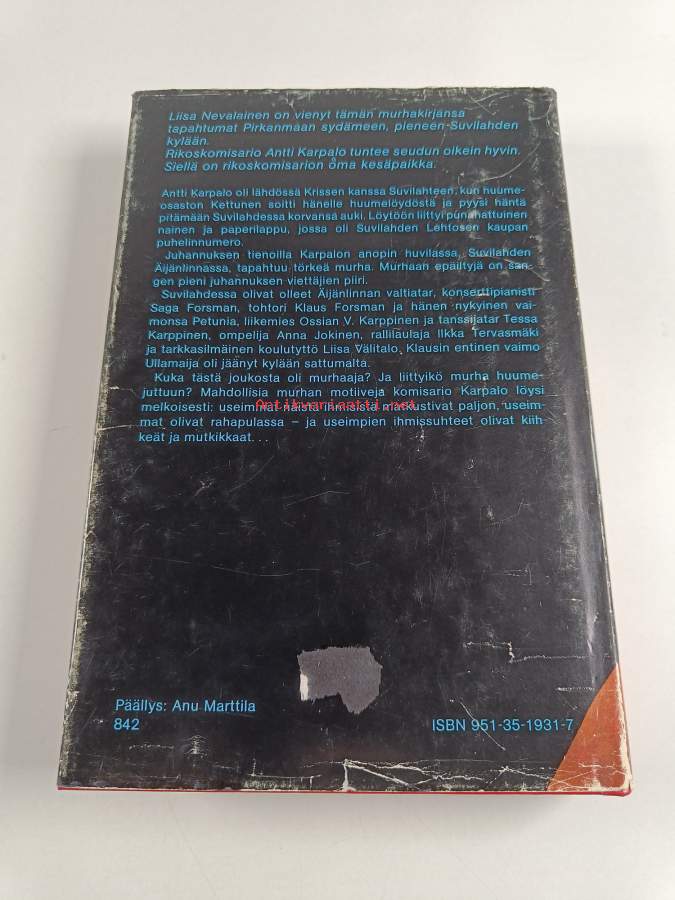 Liisa Nevalainen on vienyt tämän murhakirjansa
tapahtumat Pirkanmaan sydämeen, pieneen Suvilahden
kylään.
Rikoskomisario Antti Karpalo tuntee seudun oikein hyvin.
Siellä on rikoskomisarion oma kesäpaikka.
Antti Karpalo oli lähdössä Krissen kanssa Suvilahteen, kun huume-
osaston Kettunen soitti hänelle huumelöydöstä ja pyysi häntä
pitämään Suvilahdessa korvansa auki. Löytöön liittyi punahattuinen
nainen ja paperilappu, jossa oli Suvilahden Lehtosen kaupan
puhelinnumero.
Juhannuksen tienoilla Karpalon anopin huvilassa, Suvilahden
Äijänlinnassa, tapahtuu törkeä murha. Murhaan epäiltyjä on san-
gen pieni juhannuksen viettäjien piiri.
Suvilahdessa olivat olleet Äijänlinnan valtiatar, konserttipianisti
Saga Forsman, tohtori Klaus Forsman ja hänen nykyinen vai-
monsa Petunia, liikemies Ossian V. Karppinen ja tanssijatar Tessa
Karppinen, ompelija Anna Jokinen, rallilaulaja Ilkka Tervasmäki
ja tarkkasilmäinen koulutyttö Liisa Välitalo. Klausin entinen vaimo
Ullamaija oli jäänyt kylään sattumalta.
Kuka tästä joukosta oli murhaaja? Ja liittyikö murha huume-
juttuun? Mahdollisia murhan motiiveja komisario Karpalo löysi
melkoisesti: useimmat näistä ihmisistä matkustivat paljon, useim-
mat olivat rahapulassa – ja useimpien ihmissuhteet olivat kiih-
keät ja mutkikkaat...
Antikvariaatti.net
Päällys: Anu Marttila
842
ISBN 951-35-1931-7